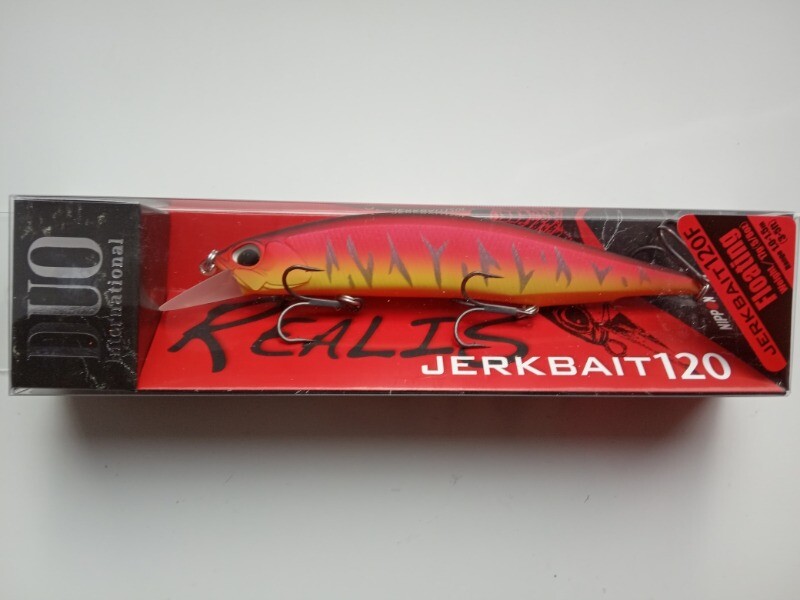 DUO
International
REALIS
JERKBAIT120
JERKBAIT120F
Floating